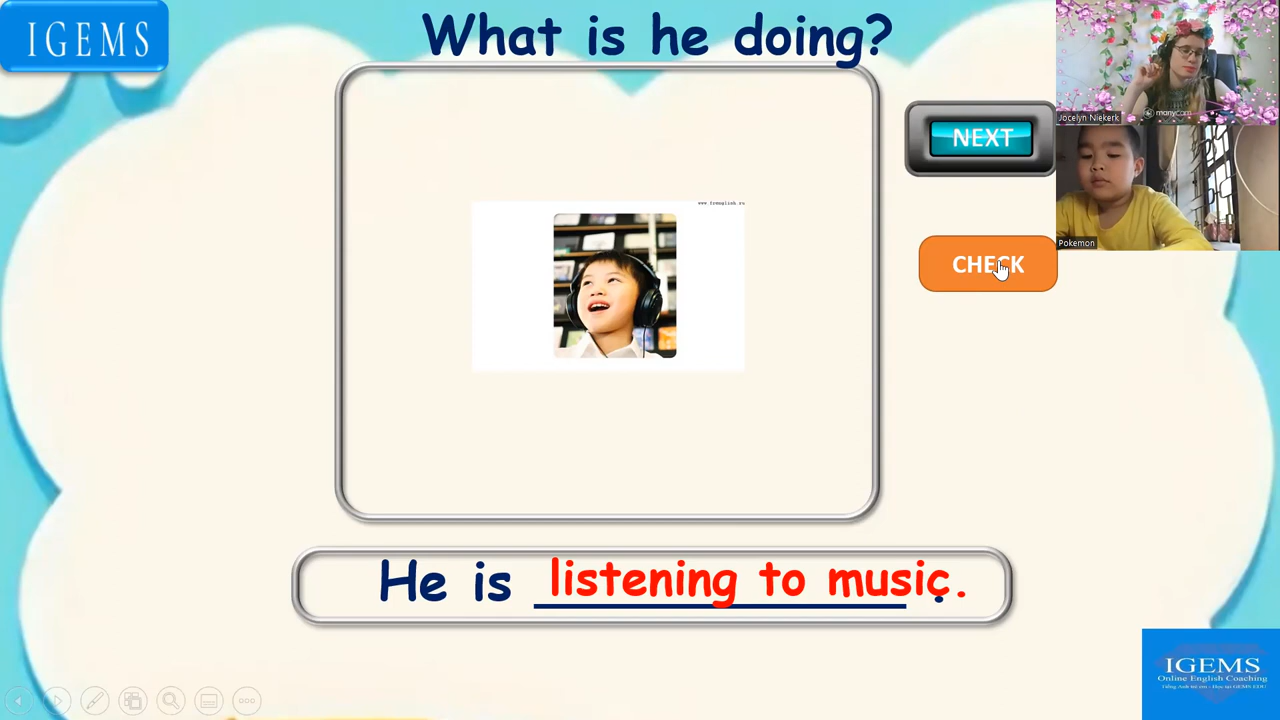 IGEMS
What is he doing?
NEXT
Jocelyn Niekerk
manycam
Pokemon
CHECK
He is listening to music.
IGEMS
Online English Coaching